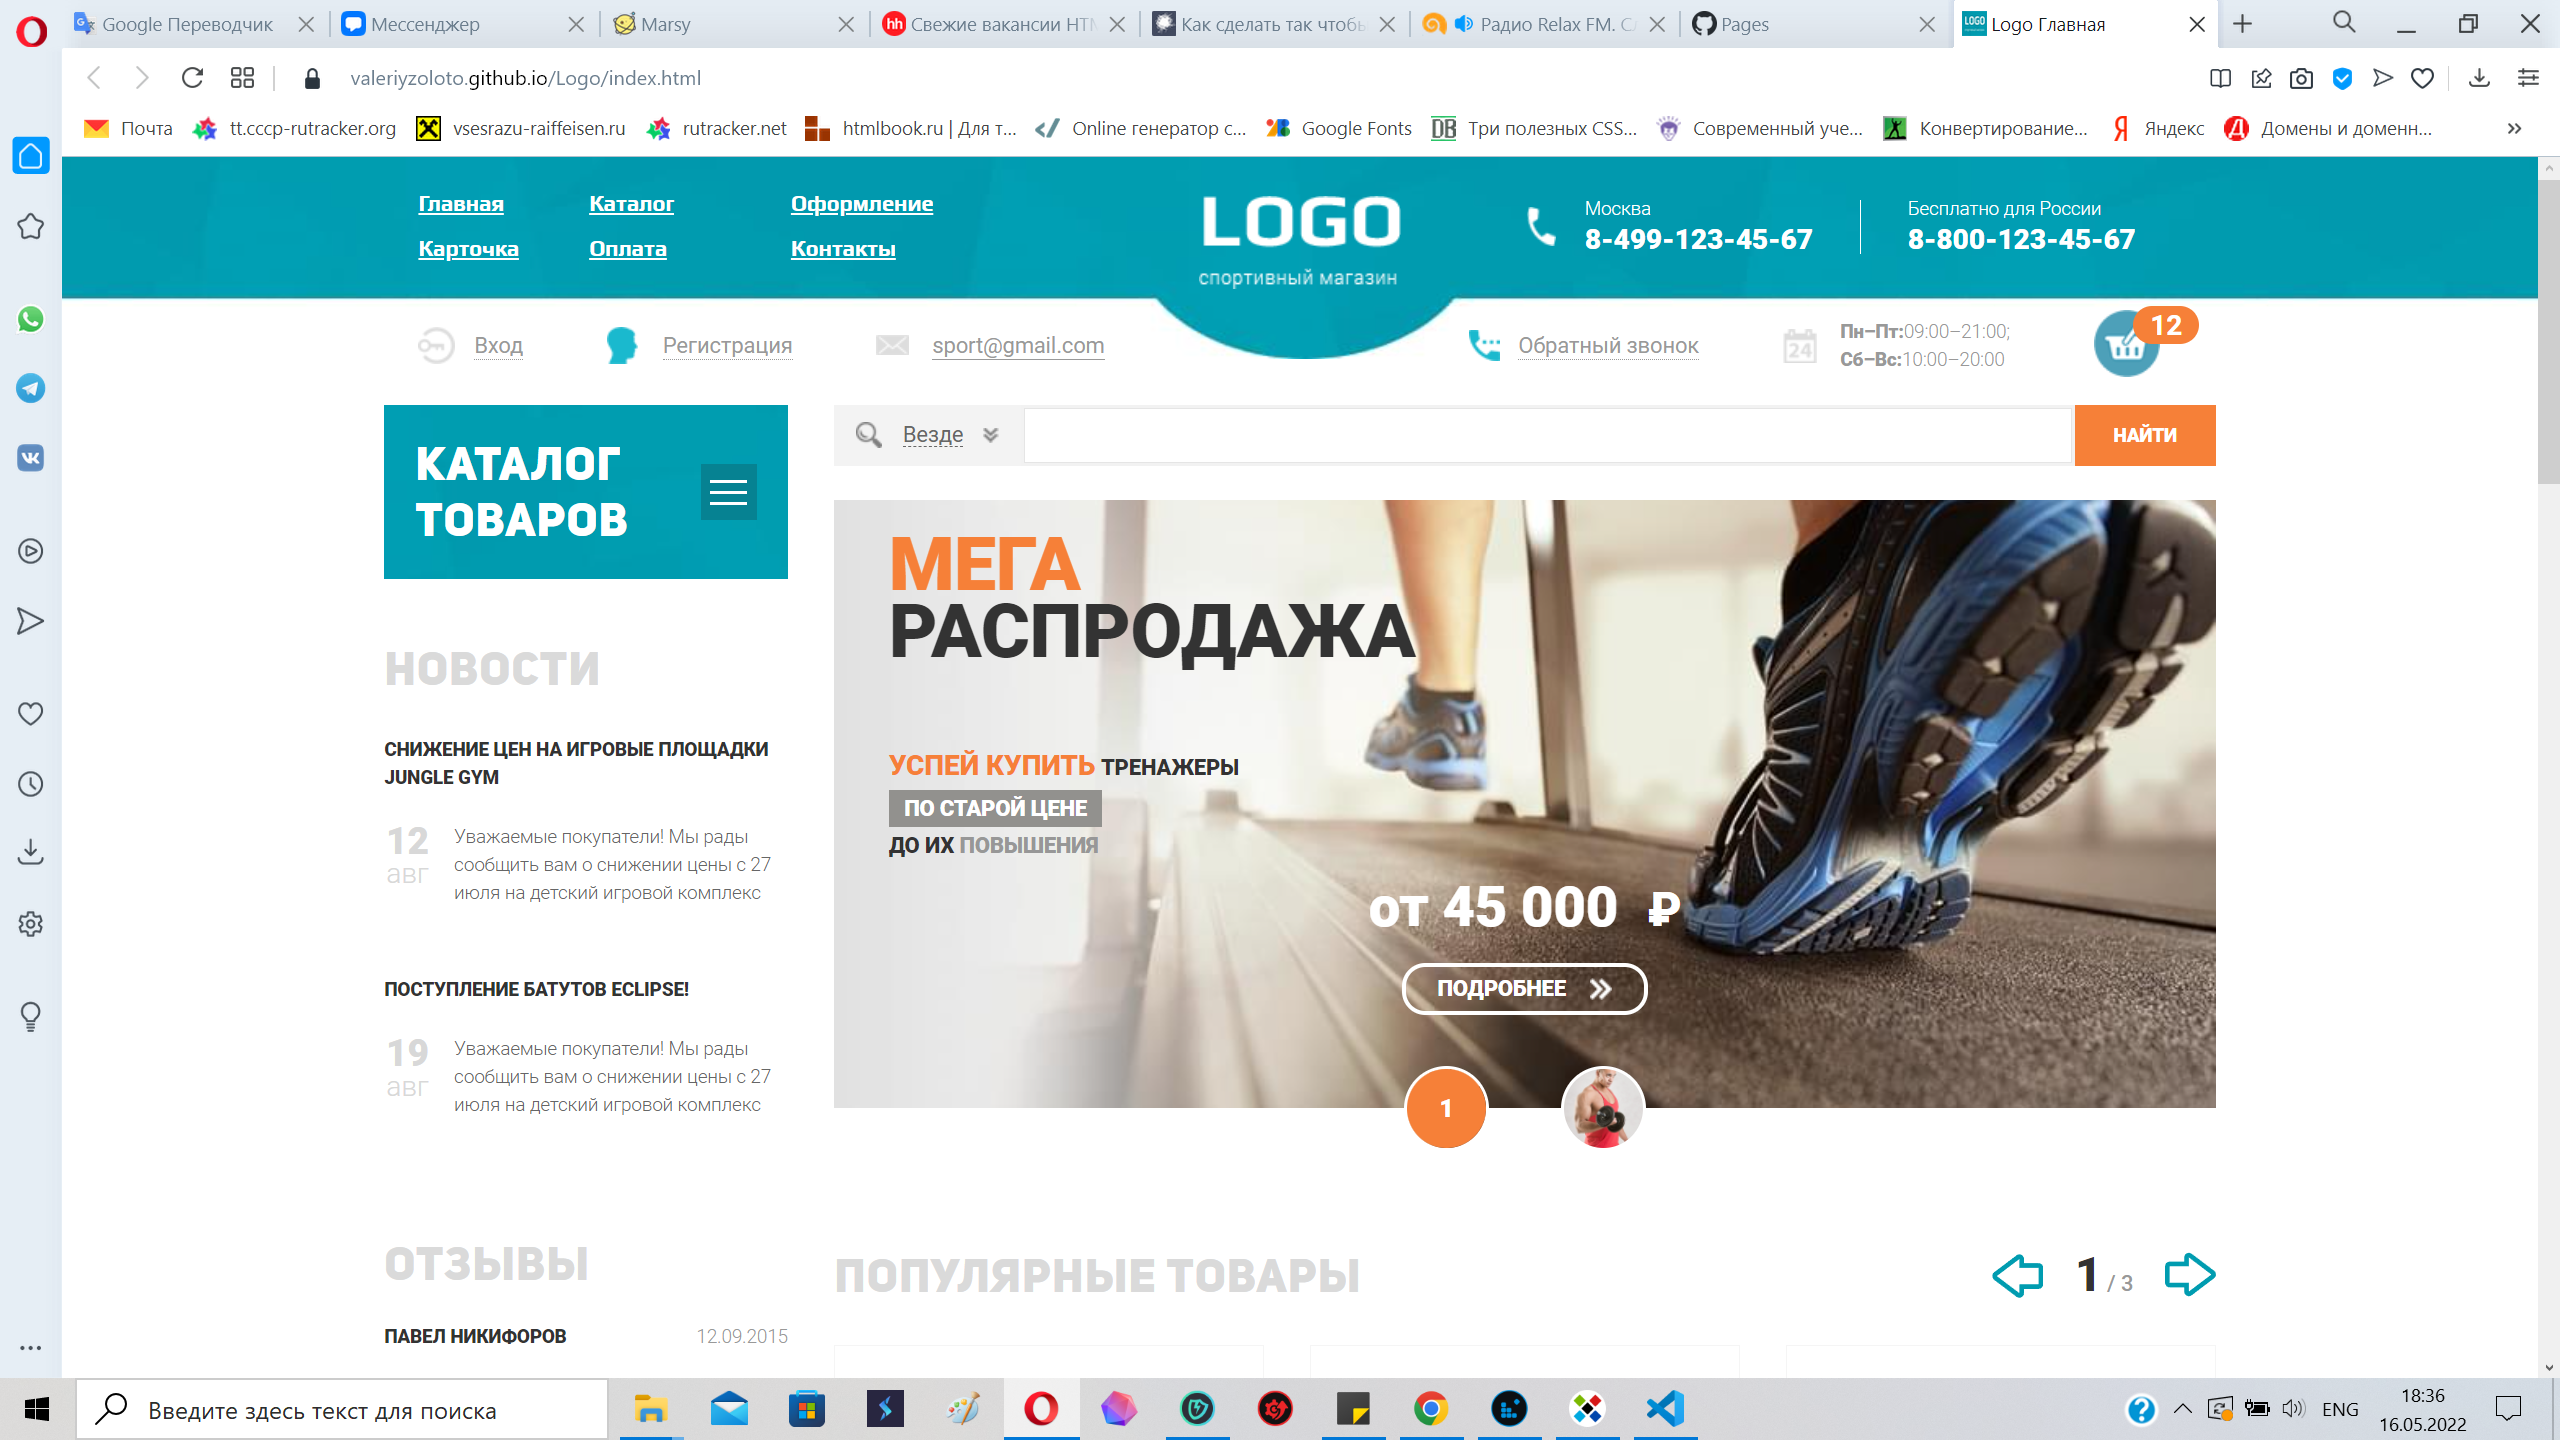 Google Переводчик
Мессенджер
Marsy
Свежие вакансии HTM
Как сделать так чтобы
Радио Relax FM. Сл
Pages
Logo Главная
valeriyzoloto.github.io/Logo/index.html
Почта
tt.cccp-rutracker.org
vsesrazu-raiffeisen.ru
rutracker.net
htmlbook.ru | Для т...
Online генератор с...
Google Fonts
Три полезных CSS...
Современный уче...
Конвертирование...
Яндекс
Домены и доменн...
Главная Каталог Оформление
Карточка Оплата Контакты
LOGO
спортивный магазин
Москва
8-499-123-45-67
Бесплатно для России
8-800-123-45-67
Вход
Регистрация
sport@gmail.com
Обратный звонок
24
Пн–Пт:09:00–21:00;
Сб–Вс:10:00–20:00
12
КАТАЛОГ
ТОВАРОВ
Везде
НАЙТИ
МЕГА
РАСПРОДАЖА
УСПЕЙ КУПИТЬ ТРЕНАЖЕРЫ
ПО СТАРОЙ ЦЕНЕ
ДО ИХ ПОВЫШЕНИЯ
от 45 000 ₽
ПОДРОБНЕЕ
1
НОВОСТИ
СНИЖЕНИЕ ЦЕН НА ИГРОВЫЕ ПЛОЩАДКИ
JUNGLE GYM
12
авг
Уважаемые покупатели! Мы рады
сообщить вам о снижении цены с 27
июля на детский игровой комплекс
ПОСТУПЛЕНИЕ БАТУТОВ ECLIPSE!
19
авг
Уважаемые покупатели! Мы рады
сообщить вам о снижении цены с 27
июля на детский игровой комплекс
ОТЗЫВЫ
ПАВЕЛ НИКИФОРОВ 12.09.2015
ПОПУЛЯРНЫЕ ТОВАРЫ
1 / 3
Введите здесь текст для поиска
ENG
18:36
16.05.2022